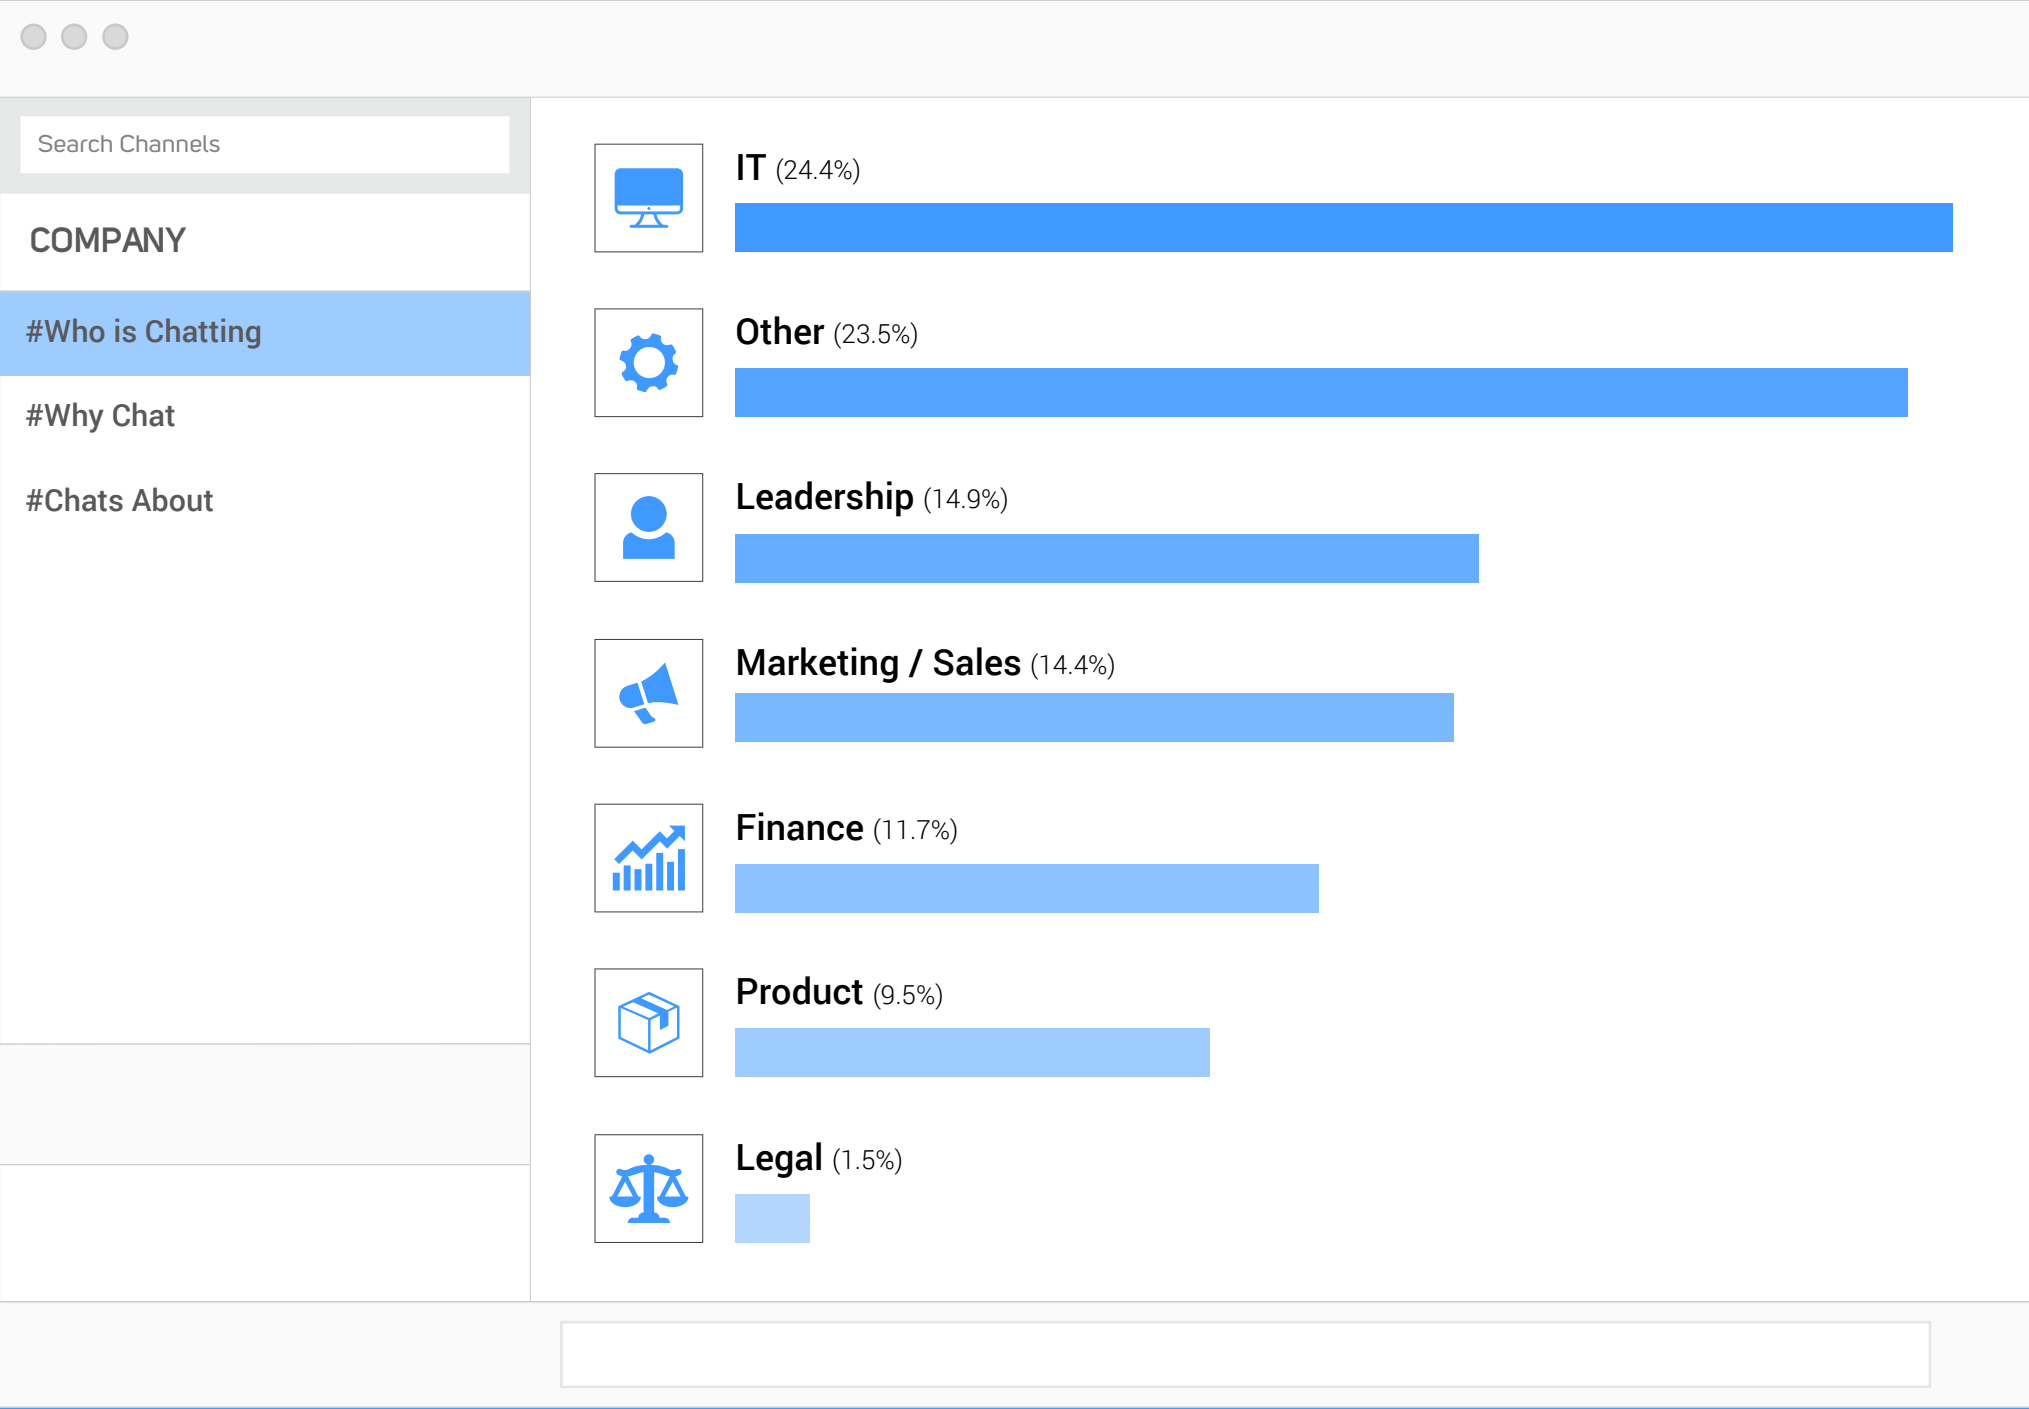 Search Channels
COMPANY
#Who is Chatting
#Why Chat
#Chats About
IT (24.4%)
Other (23.5%)
Leadership (14.9%)
Marketing / Sales (14.4%)
Finance (11.7%)
Product (9.5%)
Legal (1.5%)